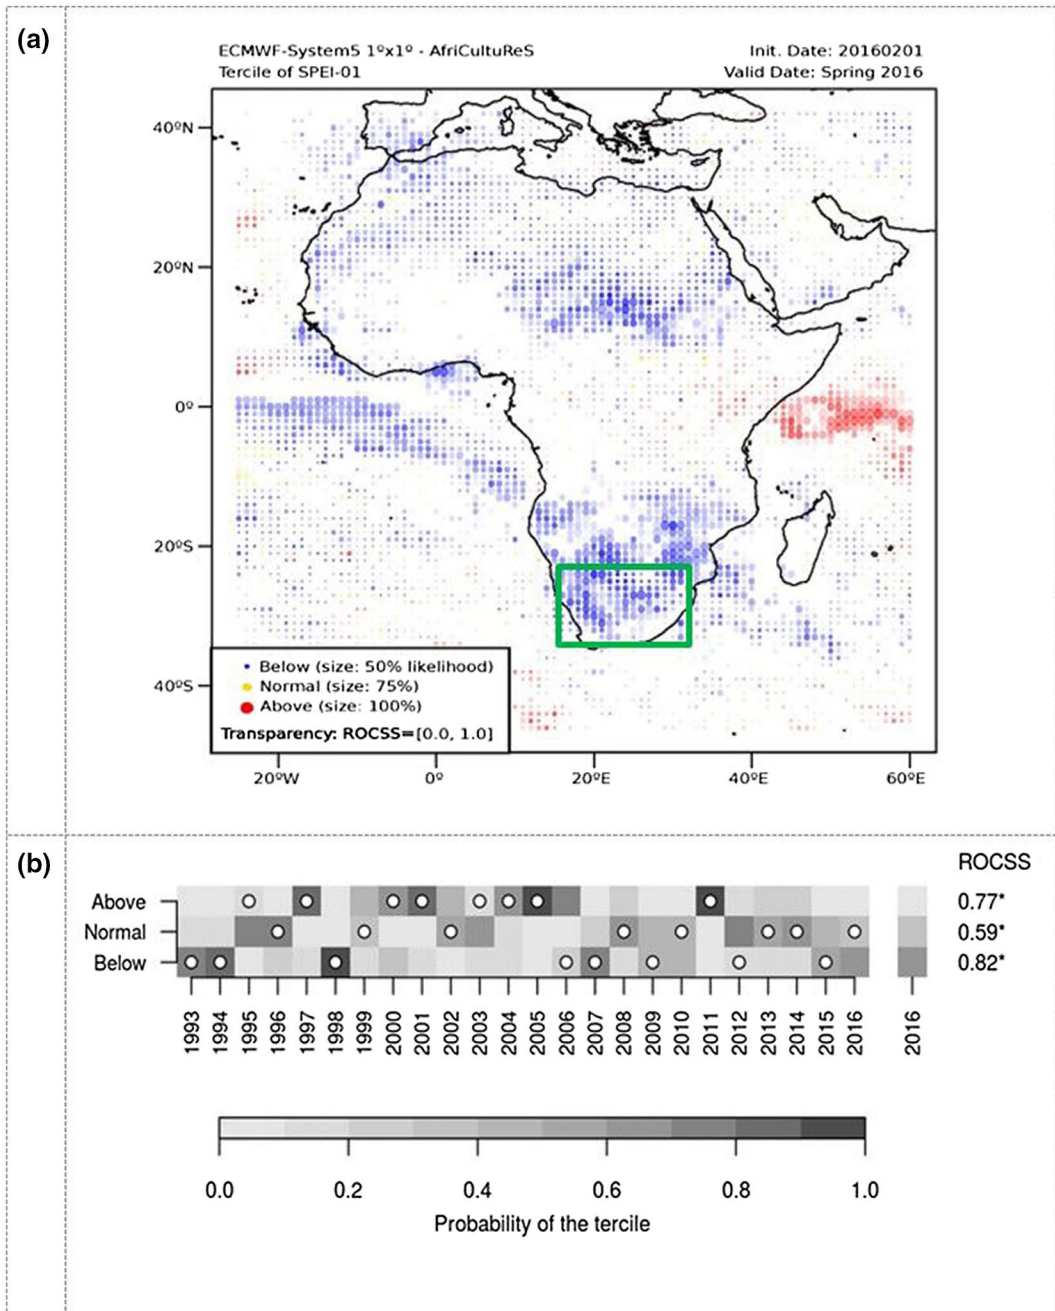 (a)
ECMWF-System5 1ºx1º - AfriCultuReS Init. Date: 20160201
Tercile of SPEI-01 Valid Date: Spring 2016
40ºN
20ºN
0º
20ºS
40ºS
Below (size: 50% likelihood)
Normal (size: 75%)
Above (size: 100%)
Transparency: ROCSS=[0.0, 1.0]
20ºW 0º 20ºE 40ºE 60ºE
(b)
ROCSS
Above 0.77*
Normal 0.59*
Below 0.82*
1993 1994 1995 1996 1997 1998 1999 2000 2001 2002 2003 2004 2005 2006 2007 2008 2009 2010 2011 2012 2013 2014 2015 2016 2016
0.0 0.2 0.4 0.6 0.8 1.0
Probability of the tercile